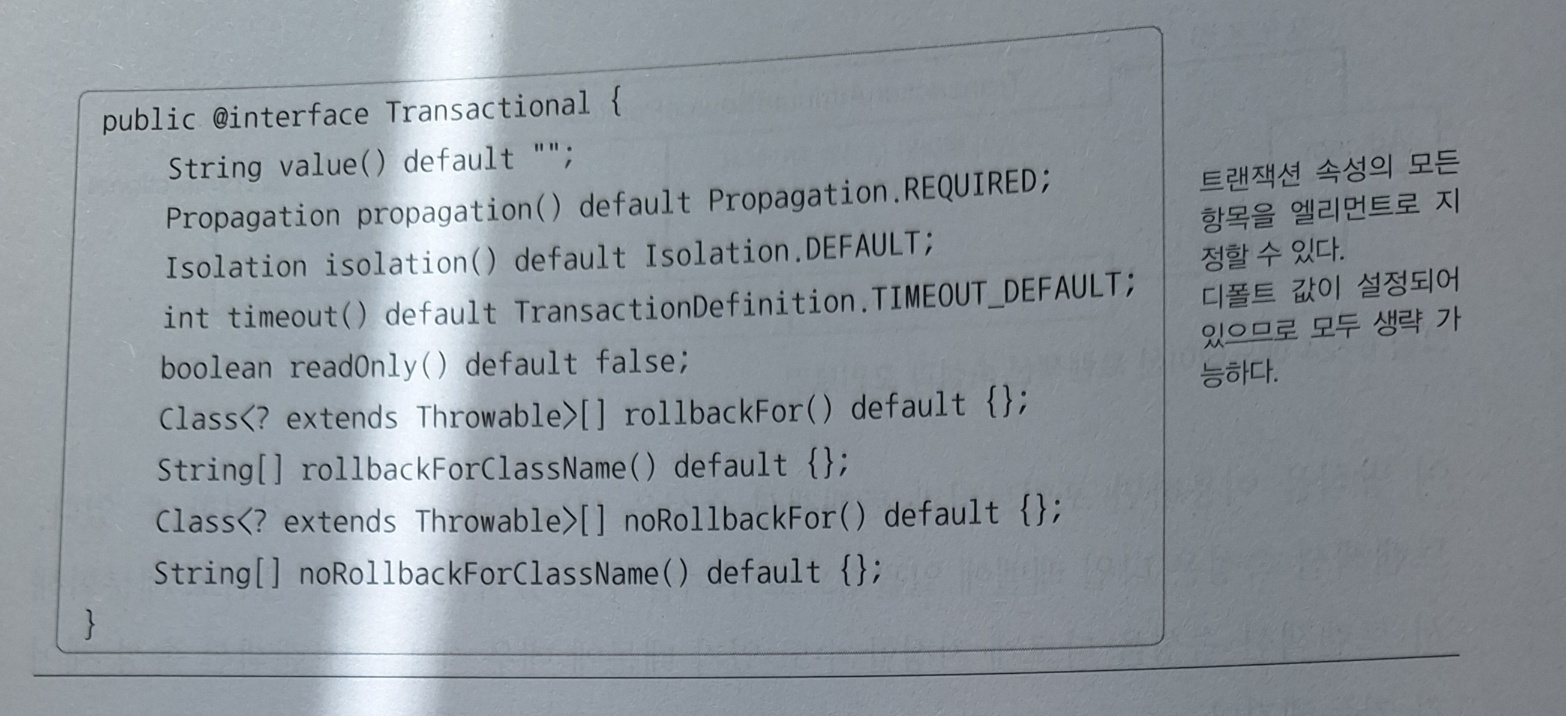 public @interface Transactional {
String value() default "";
Propagation propagation() default Propagation.REQUIRED;
Isolation isolation() default Isolation.DEFAULT;
int timeout() default TransactionDefinition.TIMEOUT_DEFAULT;
boolean readOnly() default false;
Class<? extends Throwable>[] rollbackFor() default {};
String[] rollbackForClassName() default {};
Class<? extends Throwable>[] noRollbackFor() default {};
String[] noRollbackForClassName() default {};
}
트랜잭션 속성의 모든
항목을 엘리먼트로 지
정할 수 있다.
디폴트 값이 설정되어
있으므로 모두 생략 가
능하다.